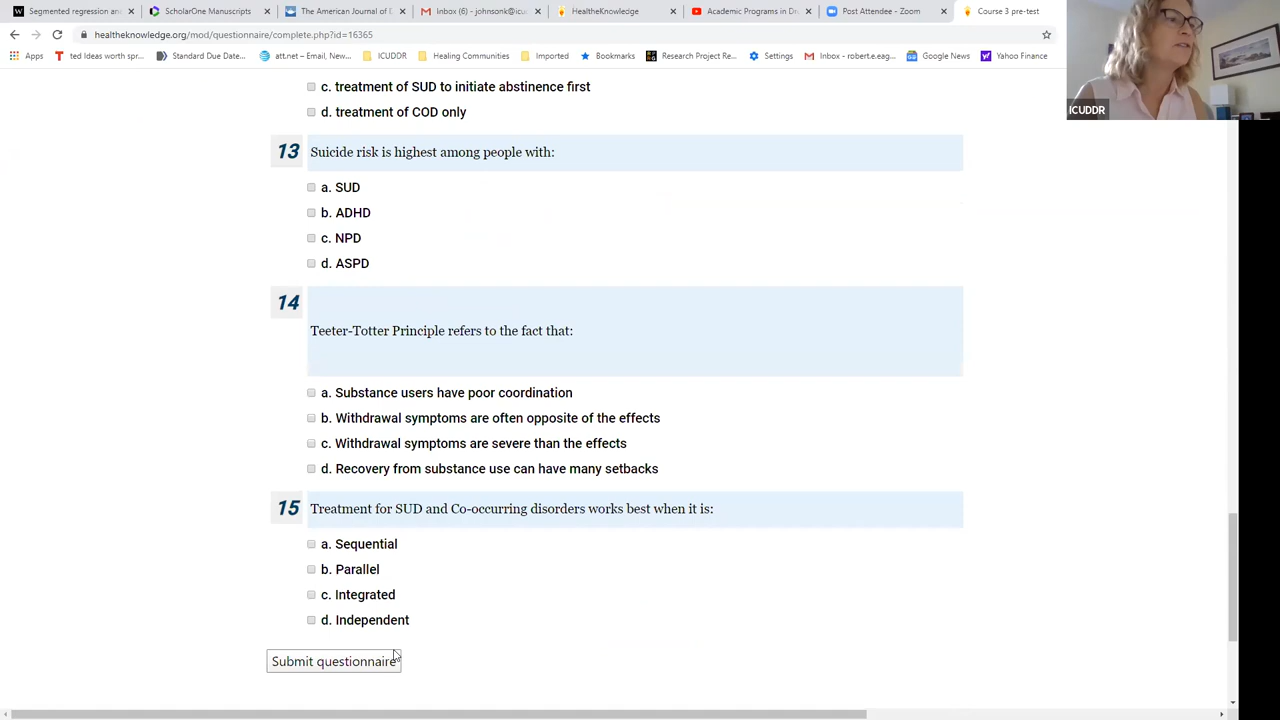 Segmented regression an
ScholarOne Manuscripts
The American Journal of
Inbox (6) - johnsonk@icu
HealtheKnowledge
Academic Programs in Dr
Post Attendee - Zoom
Course 3 pre-test
healtheknowledge.org/mod/questionnaire/complete.php?id=16365
Apps
ted Ideas worth spr...
Standard Due Date...
att.net – Email, New...
ICUDDR
Healing Communities
Imported
Bookmarks
Research Project Re...
Settings
Inbox - robert.e.eag...
Google News
Yahoo Finance
ICUDDR
c. treatment of SUD to initiate abstinence first
d. treatment of COD only
13 Suicide risk is highest among people with:
a. SUD
b. ADHD
c. NPD
d. ASPD
14 Teeter-Totter Principle refers to the fact that:
a. Substance users have poor coordination
b. Withdrawal symptoms are often opposite of the effects
c. Withdrawal symptoms are severe than the effects
d. Recovery from substance use can have many setbacks
15 Treatment for SUD and Co-occurring disorders works best when it is:
a. Sequential
b. Parallel
c. Integrated
d. Independent
Submit questionnaire